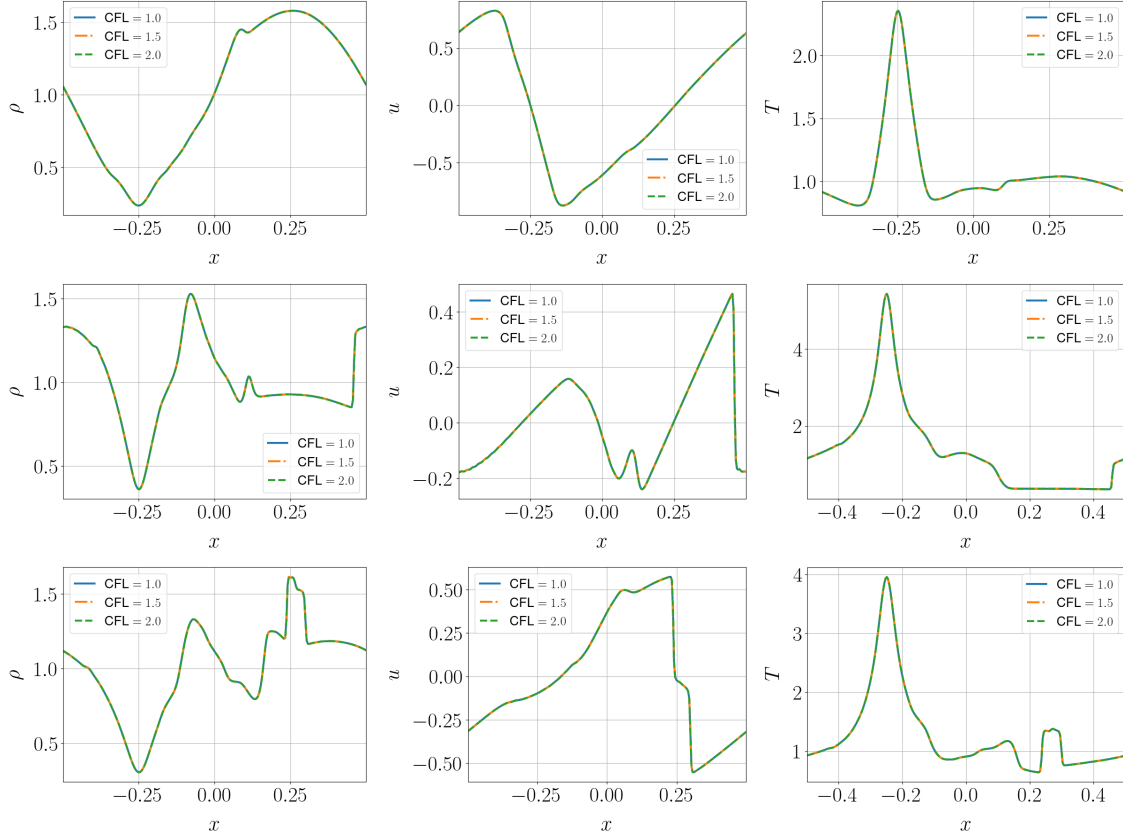 1.5
1.0
0.5
ρ
−0.25
0.00
0.25
x
CFL = 1.0
CFL = 1.5
CFL = 2.0
0.5
0.0
−0.5
u
−0.25
0.00
0.25
x
CFL = 1.0
CFL = 1.5
CFL = 2.0
2.0
1.5
1.0
T
−0.25
0.00
0.25
x
CFL = 1.0
CFL = 1.5
CFL = 2.0
1.5
1.0
0.5
ρ
−0.25
0.00
0.25
x
CFL = 1.0
CFL = 1.5
CFL = 2.0
0.4
0.2
0.0
−0.2
u
−0.25
0.00
0.25
x
CFL = 1.0
CFL = 1.5
CFL = 2.0
4
2
T
−0.4
−0.2
0.0
0.2
0.4
x
CFL = 1.0
CFL = 1.5
CFL = 2.0
1.5
1.0
0.5
ρ
−0.25
0.00
0.25
x
CFL = 1.0
CFL = 1.5
CFL = 2.0
0.50
0.25
0.00
−0.25
−0.50
u
−0.25
0.00
0.25
x
CFL = 1.0
CFL = 1.5
CFL = 2.0
4
3
2
1
T
−0.4
−0.2
0.0
0.2
0.4
x
CFL = 1.0
CFL = 1.5
CFL = 2.0